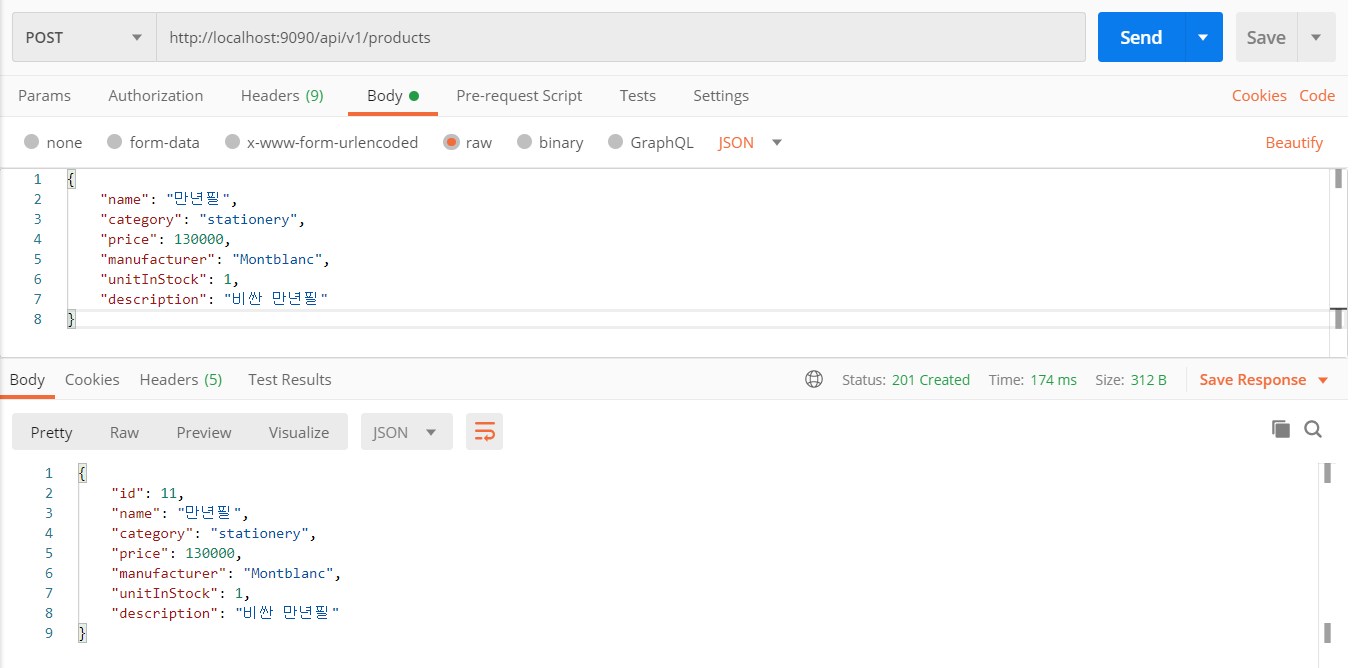 POST http://localhost:9090/api/v1/products Send Save
Params Authorization Headers (9) Body Pre-request Script Tests Settings Cookies Code
none form-data x-www-form-urlencoded raw binary GraphQL JSON Beautify
1 {
2 "name": "만년필",
3 "category": "stationery",
4 "price": 130000,
5 "manufacturer": "Montblanc",
6 "unitInStock": 1,
7 "description": "비싼 만년필"
8 }
Body Cookies Headers (5) Test Results Status: 201 Created Time: 174 ms Size: 312 B Save Response
Pretty Raw Preview Visualize JSON
1 {
2 "id": 11,
3 "name": "만년필",
4 "category": "stationery",
5 "price": 130000,
6 "manufacturer": "Montblanc",
7 "unitInStock": 1,
8 "description": "비싼 만년필"
9 }